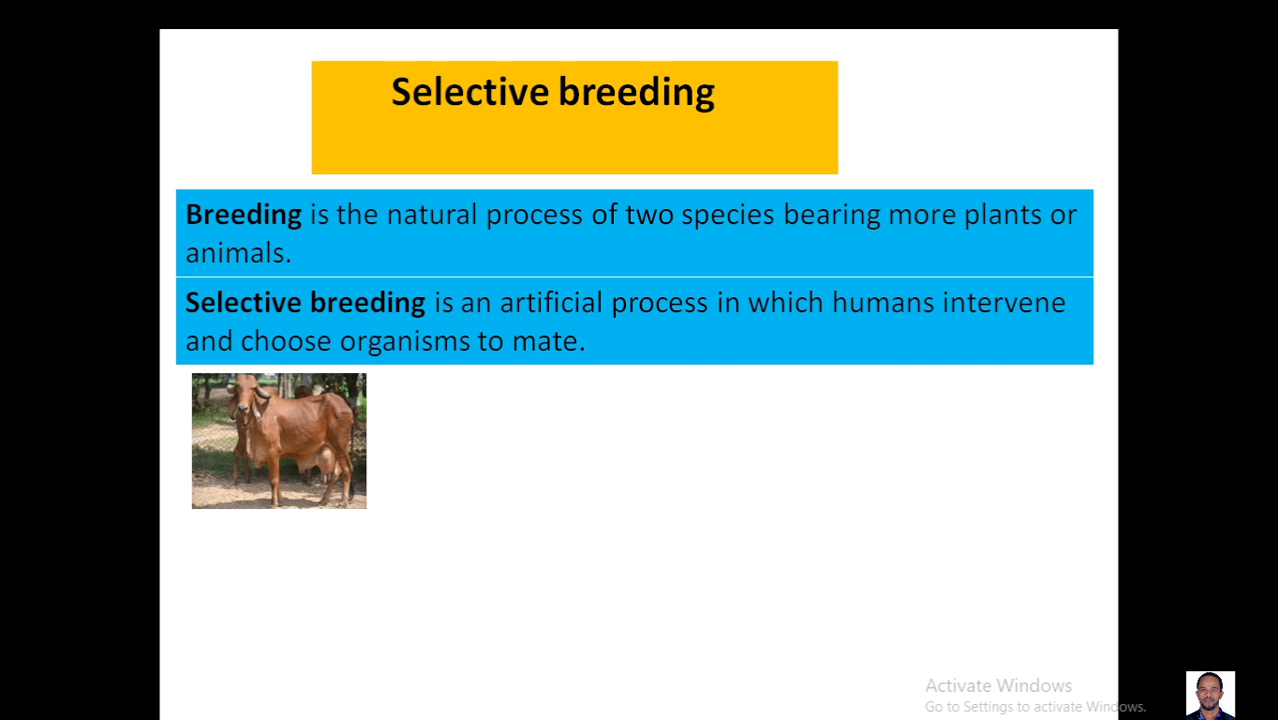 Selective breeding
Breeding is the natural process of two species bearing more plants or
animals.
Selective breeding is an artificial process in which humans intervene
and choose organisms to mate.
Activate Windows
Go to Settings to activate Windows.